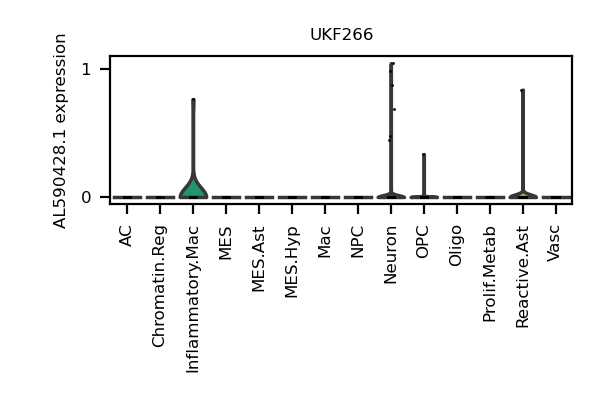 UKF266
AL590428.1 expression
1
0
AC
Chromatin.Reg
Inflammatory.Mac
MES
MES.Ast
MES.Hyp
Mac
NPC
Neuron
OPC
Oligo
Prolif.Metab
Reactive.Ast
Vasc